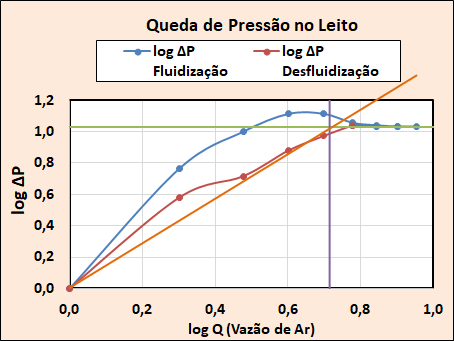 Queda de Pressão no Leito
log ΔP Fluidização
log ΔP Desfluidização
log ΔP
1,2
1,0
0,8
0,6
0,4
0,2
0,0
0,0 0,2 0,4 0,6 0,8 1,0
log Q (Vazão de Ar)